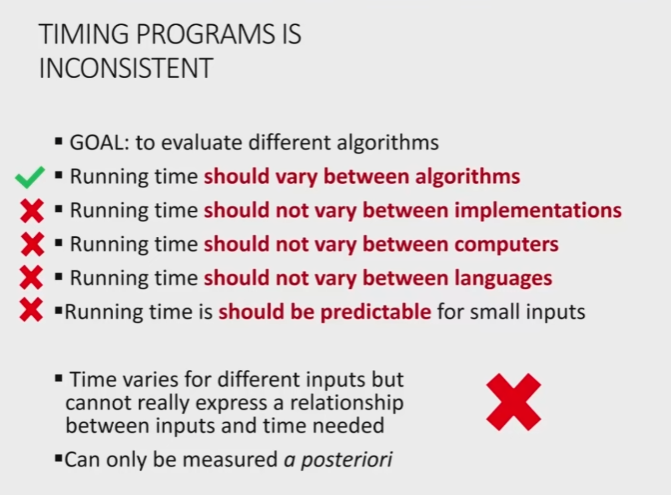 TIMING PROGRAMS IS
INCONSISTENT
▪ GOAL: to evaluate different algorithms
▪ Running time should vary between algorithms
▪ Running time should not vary between implementations
▪ Running time should not vary between computers
▪ Running time should not vary between languages
▪Running time is should be predictable for small inputs
▪ Time varies for different inputs but
cannot really express a relationship
between inputs and time needed
▪Can only be measured a posteriori